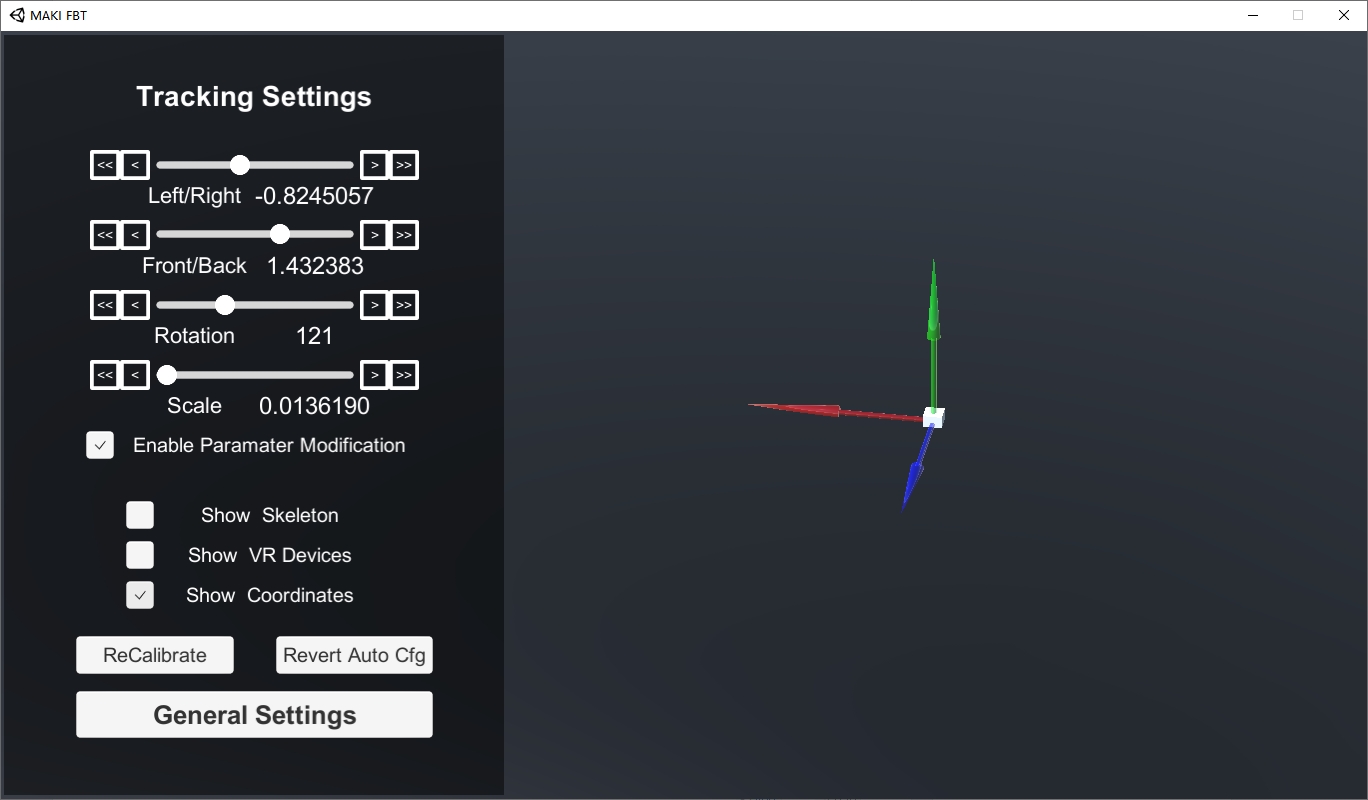 MAKI FBT
Tracking Settings
<< < > >>
Left/Right -0.8245057
<< < > >>
Front/Back 1.432383
<< < > >>
Rotation 121
<< < > >>
Scale 0.0136190
Enable Paramater Modification
Show Skeleton
Show VR Devices
Show Coordinates
ReCalibrate Revert Auto Cfg
General Settings